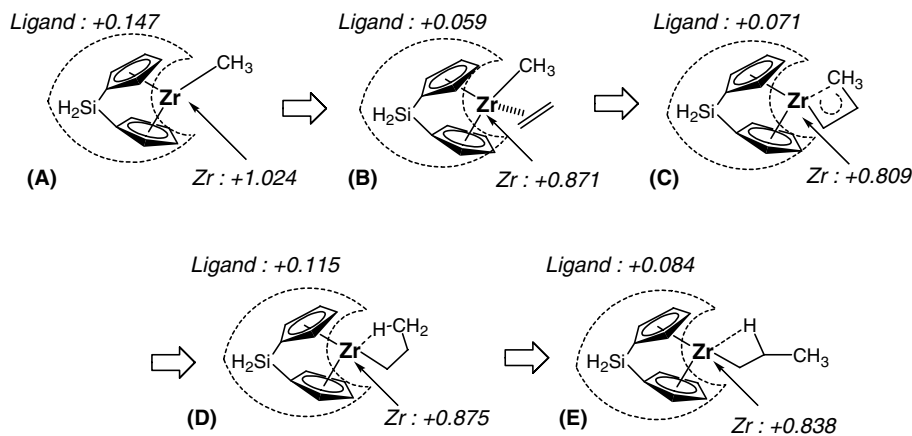 Ligand : +0.147
CH3
Zr
H2Si
(A)
Zr : +1.024
Ligand : +0.059
CH3
Zr
H2Si
(B)
Zr : +0.871
Ligand : +0.071
CH3
Zr
H2Si
(C)
Zr : +0.809
Ligand : +0.115
H CH2
Zr
H2Si
(D)
Zr : +0.875
Ligand : +0.084
H
Zr
CH3
H2Si
(E)
Zr : +0.838